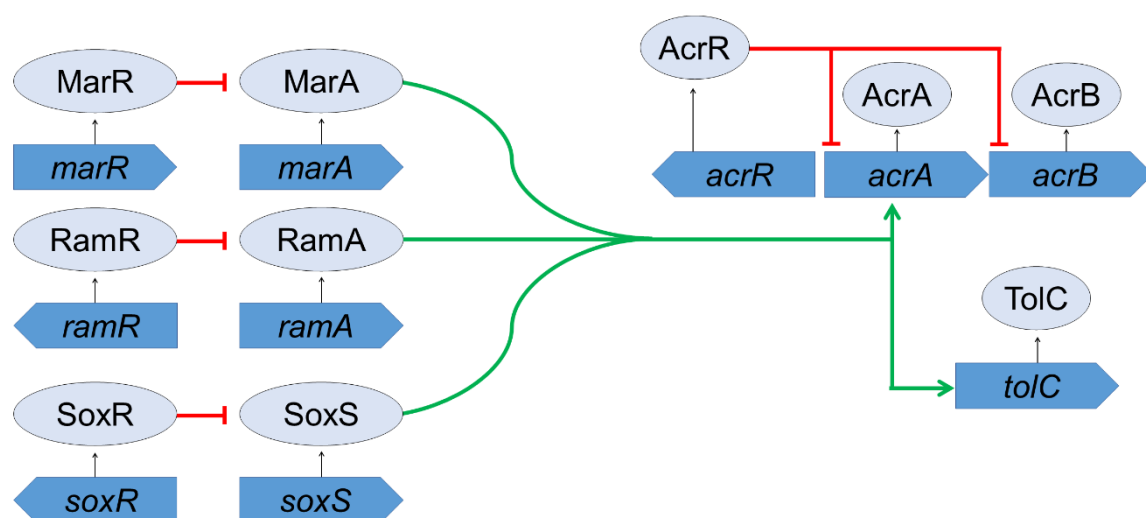 MarR
MarA
marR
marA
RamR
RamA
ramR
ramA
SoxR
SoxS
soxR
soxS
AcrR
AcrA
AcrB
acrR
acrA
acrB
TolC
tolC